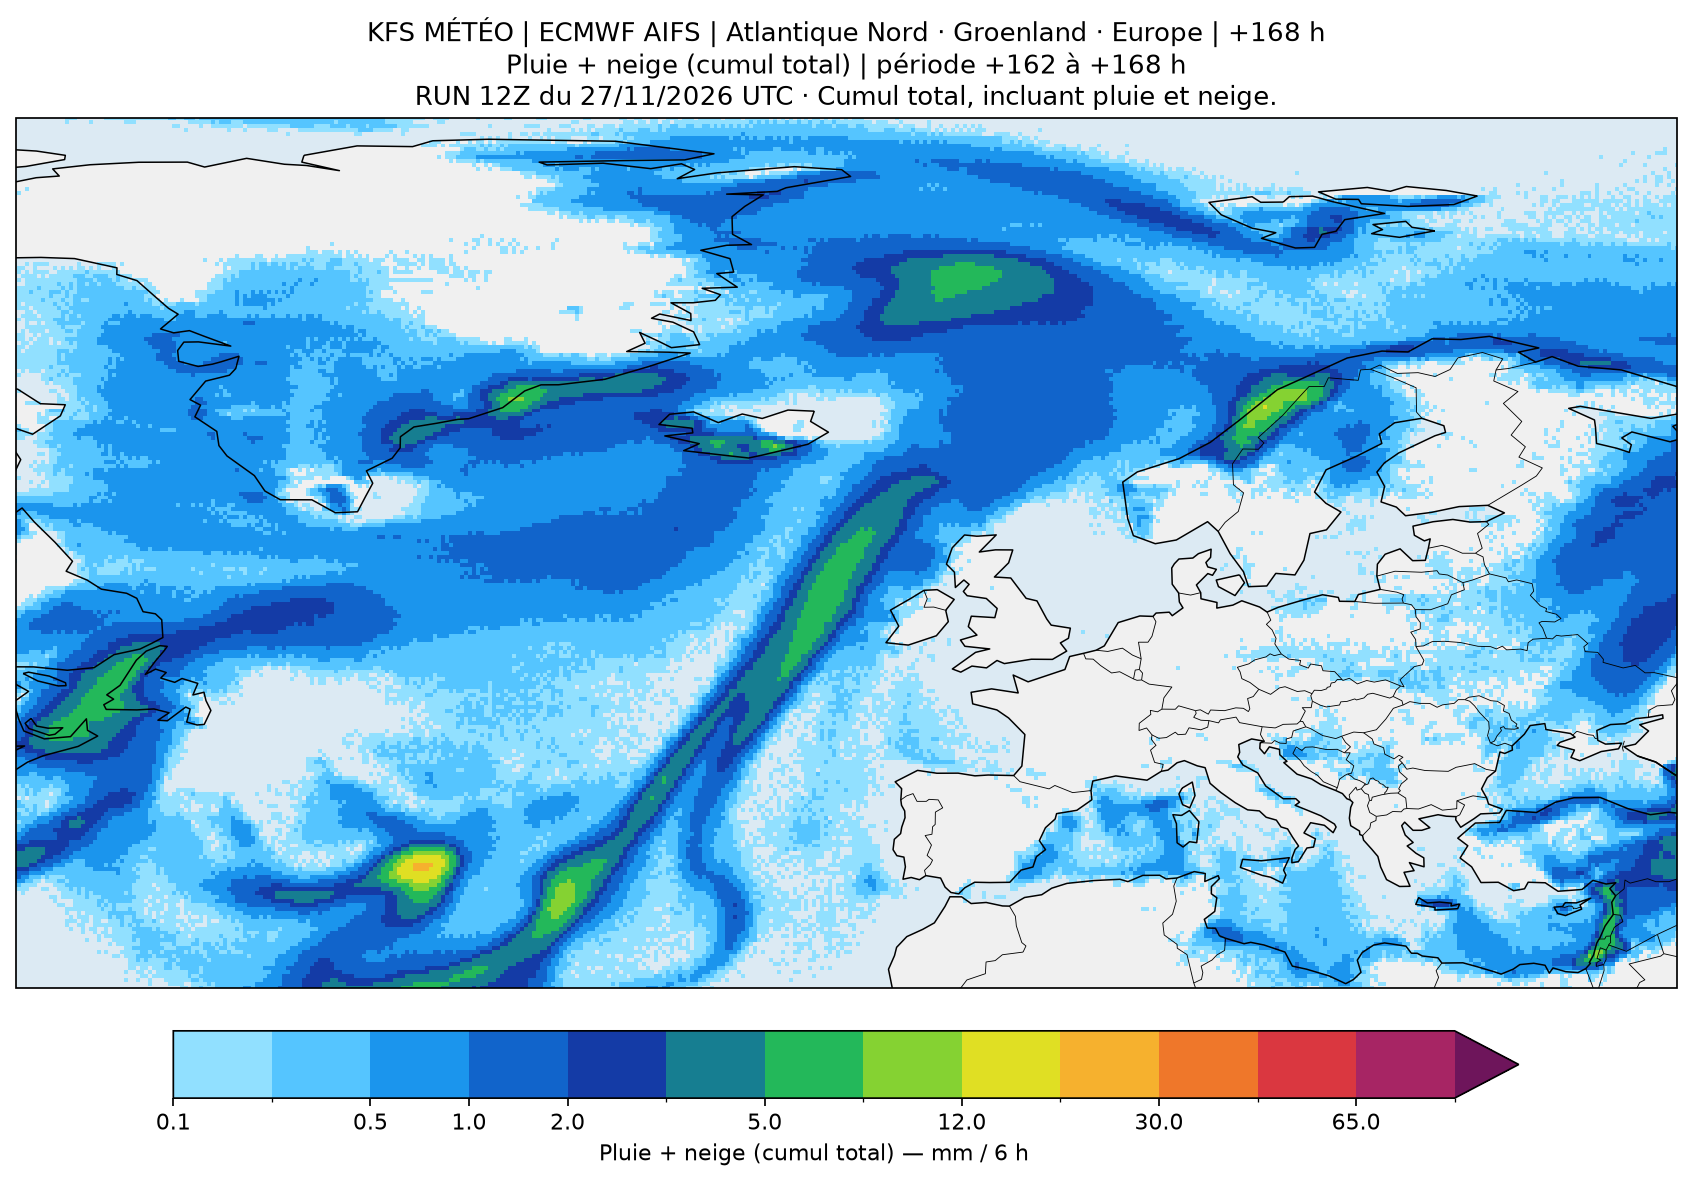 KFS MÉTÉO | ECMWF AIFS | Atlantique Nord · Groenland · Europe | +168 h
Pluie + neige (cumul total) | période +162 à +168 h
RUN 12Z du 27/11/2026 UTC · Cumul total, incluant pluie et neige.
0.1 0.5 1.0 2.0 5.0 12.0 30.0 65.0
Pluie + neige (cumul total) — mm / 6 h